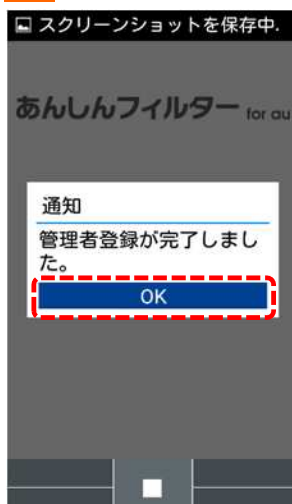 スクリーンショットを保存中.
あんしんフィルター for au
通知
管理者登録が完了しまし
た。
OK